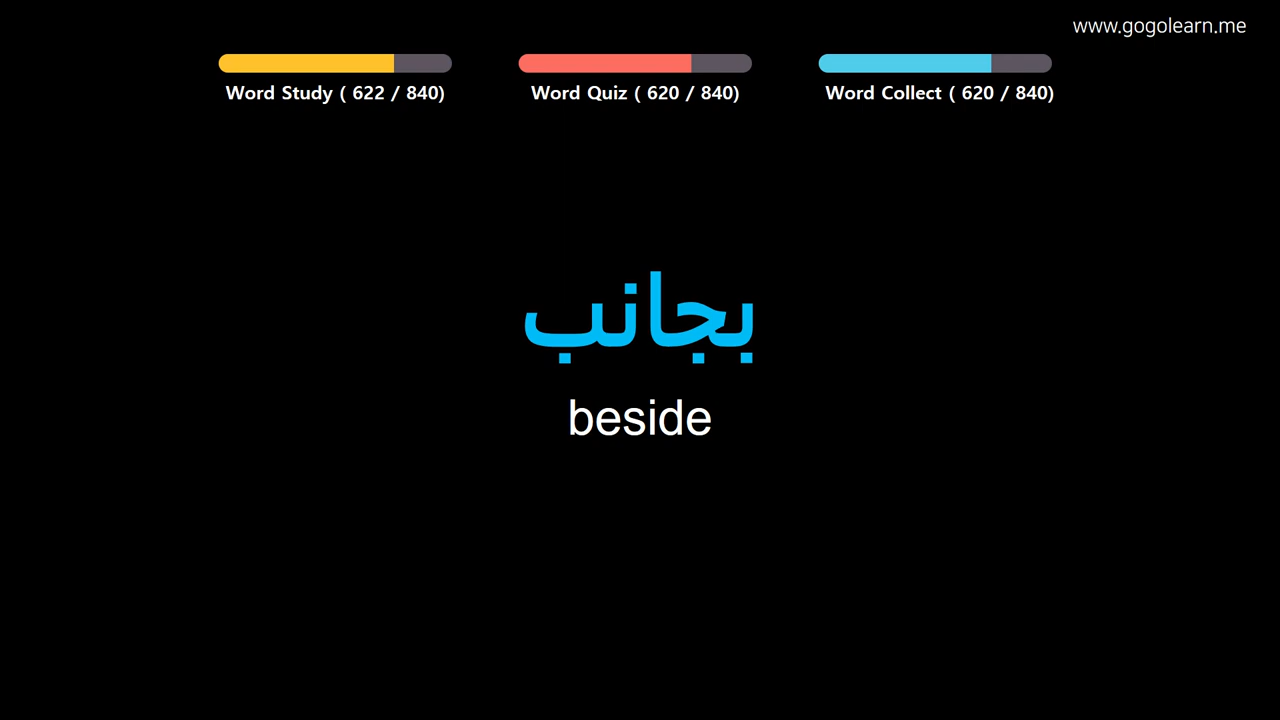 www.gogolearn.me
Word Study ( 622 / 840)
Word Quiz ( 620 / 840)
Word Collect ( 620 / 840)
بجانب
beside